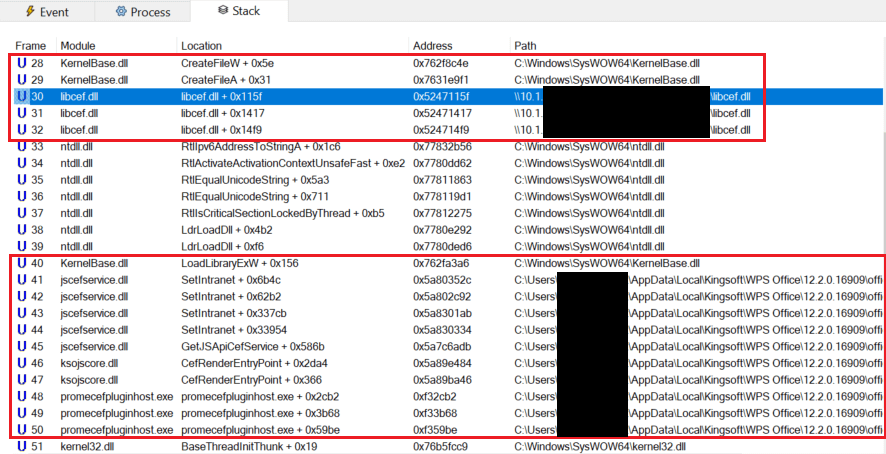 Event Process Stack
Frame Module Location Address Path
U 28 KernelBase.dll CreateFileW + 0x5e 0x762f8c4e C:\Windows\SysWOW64\KernelBase.dll
U 29 KernelBase.dll CreateFileA + 0x31 0x7631e9f1 C:\Windows\SysWOW64\KernelBase.dll
U 30 libcef.dll libcef.dll + 0x115f 0x5247115f \\10.1. \libcef.dll
U 31 libcef.dll libcef.dll + 0x1417 0x52471417 \\10.1. \libcef.dll
U 32 libcef.dll libcef.dll + 0x14f9 0x524714f9 \\10.1. \libcef.dll
U 33 ntdll.dll RtlIpv6AddressToStringA + 0x1c6 0x77832b56 C:\Windows\SysWOW64\ntdll.dll
U 34 ntdll.dll RtlActivateActivationContextUnsafeFast + 0xe2 0x7780dd62 C:\Windows\SysWOW64\ntdll.dll
U 35 ntdll.dll RtlEqualUnicodeString + 0x5a3 0x77811863 C:\Windows\SysWOW64\ntdll.dll
U 36 ntdll.dll RtlEqualUnicodeString + 0x711 0x778119d1 C:\Windows\SysWOW64\ntdll.dll
U 37 ntdll.dll RtlIsCriticalSectionLockedByThread + 0xb5 0x77812275 C:\Windows\SysWOW64\ntdll.dll
U 38 ntdll.dll LdrLoadDll + 0x4b2 0x7780e292 C:\Windows\SysWOW64\ntdll.dll
U 39 ntdll.dll LdrLoadDll + 0xf6 0x7780ded6 C:\Windows\SysWOW64\ntdll.dll
U 40 KernelBase.dll LoadLibraryExW + 0x156 0x762fa3a6 C:\Windows\SysWOW64\KernelBase.dll
U 41 jscefservice.dll SetIntranet + 0x6b4c 0x5a80352c C:\Users\ \AppData\Local\Kingsoft\WPS Office\12.2.0.16909\offi
U 42 jscefservice.dll SetIntranet + 0x62b2 0x5a802c92 C:\Users\ \AppData\Local\Kingsoft\WPS Office\12.2.0.16909\offi
U 43 jscefservice.dll SetIntranet + 0x337cb 0x5a8301ab C:\Users\ \AppData\Local\Kingsoft\WPS Office\12.2.0.16909\offi
U 44 jscefservice.dll SetIntranet + 0x33954 0x5a830334 C:\Users\ \AppData\Local\Kingsoft\WPS Office\12.2.0.16909\offi
U 45 jscefservice.dll GetJSApiCefService + 0x586b 0x5a7c6adb C:\Users\ \AppData\Local\Kingsoft\WPS Office\12.2.0.16909\offi
U 46 ksojscore.dll CefRenderEntryPoint + 0x2da4 0x5a89e484 C:\Users\ \AppData\Local\Kingsoft\WPS Office\12.2.0.16909\offi
U 47 ksojscore.dll CefRenderEntryPoint + 0x366 0x5a89ba46 C:\Users\ \AppData\Local\Kingsoft\WPS Office\12.2.0.16909\offi
U 48 promecefpluginhost.exe promecefpluginhost.exe + 0x2cb2 0xf32cb2 C:\Users\ \AppData\Local\Kingsoft\WPS Office\12.2.0.16909\offi
U 49 promecefpluginhost.exe promecefpluginhost.exe + 0x3b68 0xf33b68 C:\Users\ \AppData\Local\Kingsoft\WPS Office\12.2.0.16909\offi
U 50 promecefpluginhost.exe promecefpluginhost.exe + 0x59be 0xf359be C:\Users\ \AppData\Local\Kingsoft\WPS Office\12.2.0.16909\offi
U 51 kernel32.dll BaseThreadInitThunk + 0x19 0x76b5fcc9 C:\Windows\SysWOW64\kernel32.dll